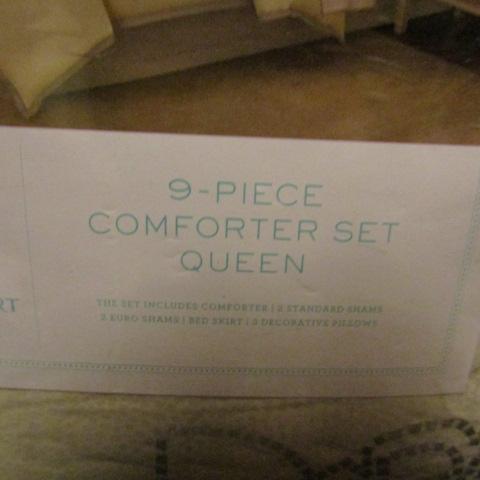 9-PIECE
COMFORTER SET
QUEEN
THE SET INCLUDES COMFORTER | 2 STANDARD SHAMS
2 EURO SHAMS | BED SKIRT | 3 DECORATIVE PILLOWS
RT